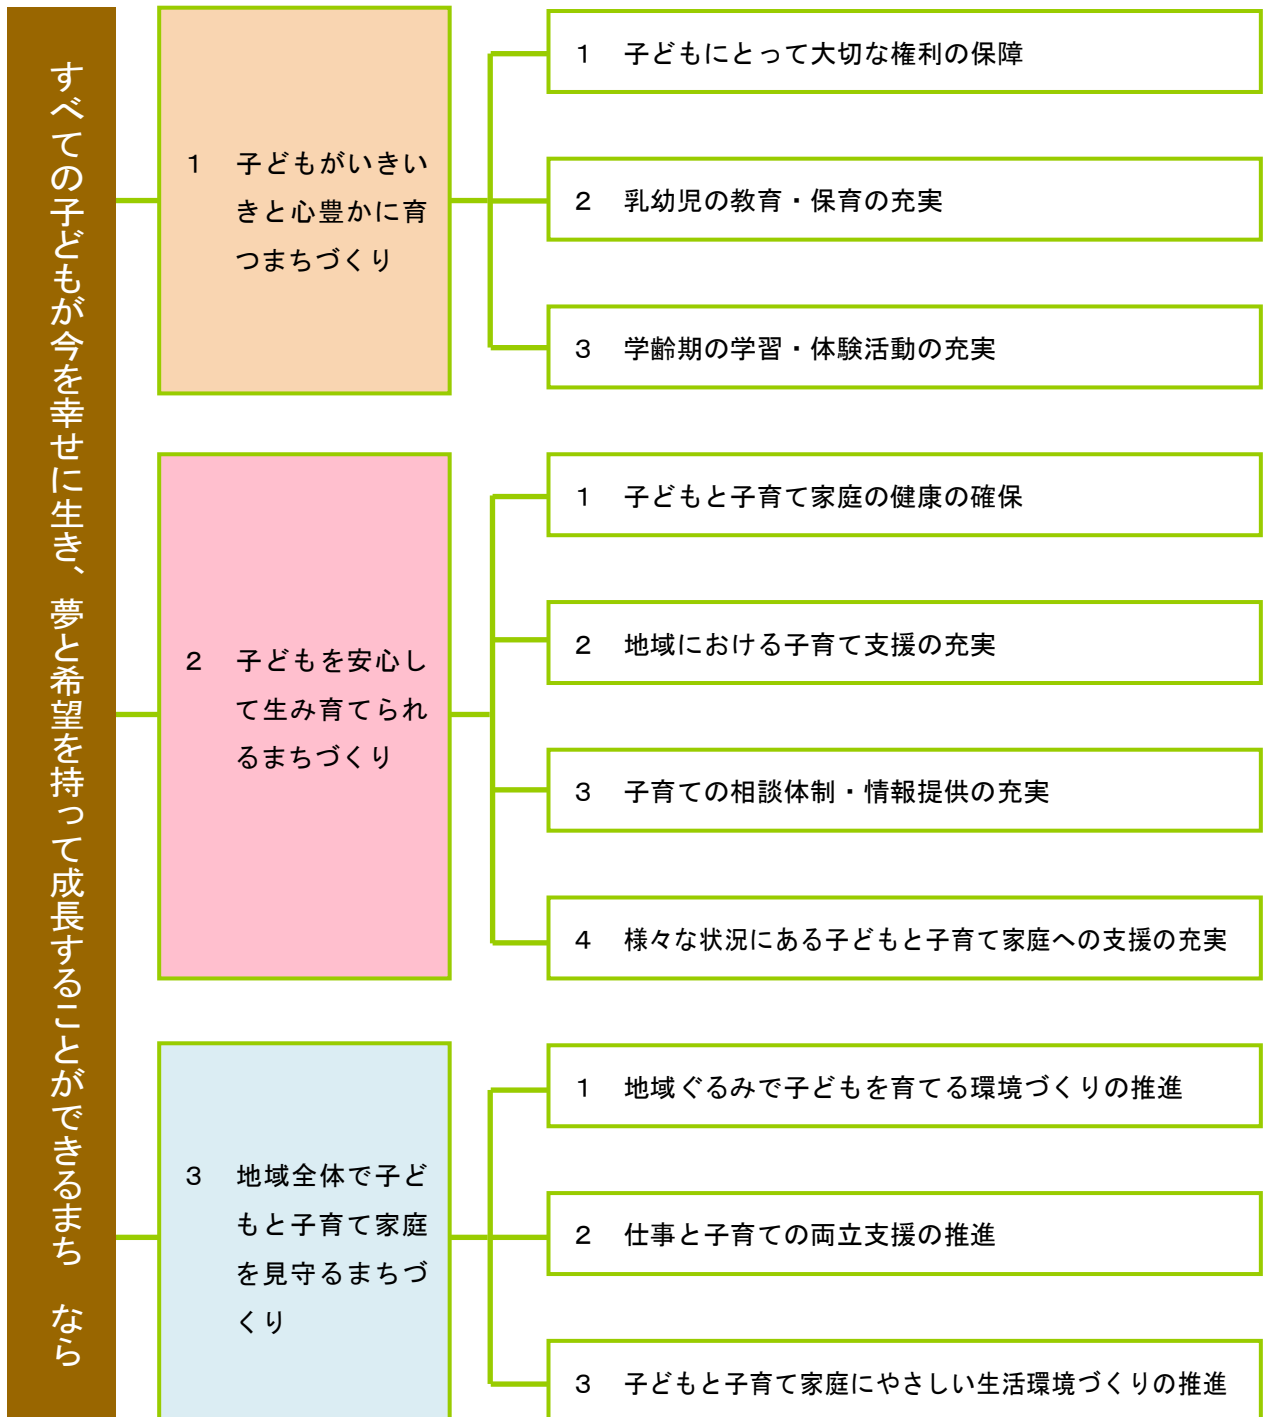 すべての子どもが今を幸せに生き、夢と希望を持って成長することができるまち　なら
1　子どもがいきい
きと心豊かに育
つまちづくり
1　子どもにとって大切な権利の保障
2　乳幼児の教育・保育の充実
3　学齢期の学習・体験活動の充実
2　子どもを安心し
て生み育てられ
るまちづくり
1　子どもと子育て家庭の健康の確保
2　地域における子育て支援の充実
3　子育ての相談体制・情報提供の充実
4　様々な状況にある子どもと子育て家庭への支援の充実
3　地域全体で子ど
もと子育て家庭
を見守るまちづ
くり
1　地域ぐるみで子どもを育てる環境づくりの推進
2　仕事と子育ての両立支援の推進
3　子どもと子育て家庭にやさしい生活環境づくりの推進